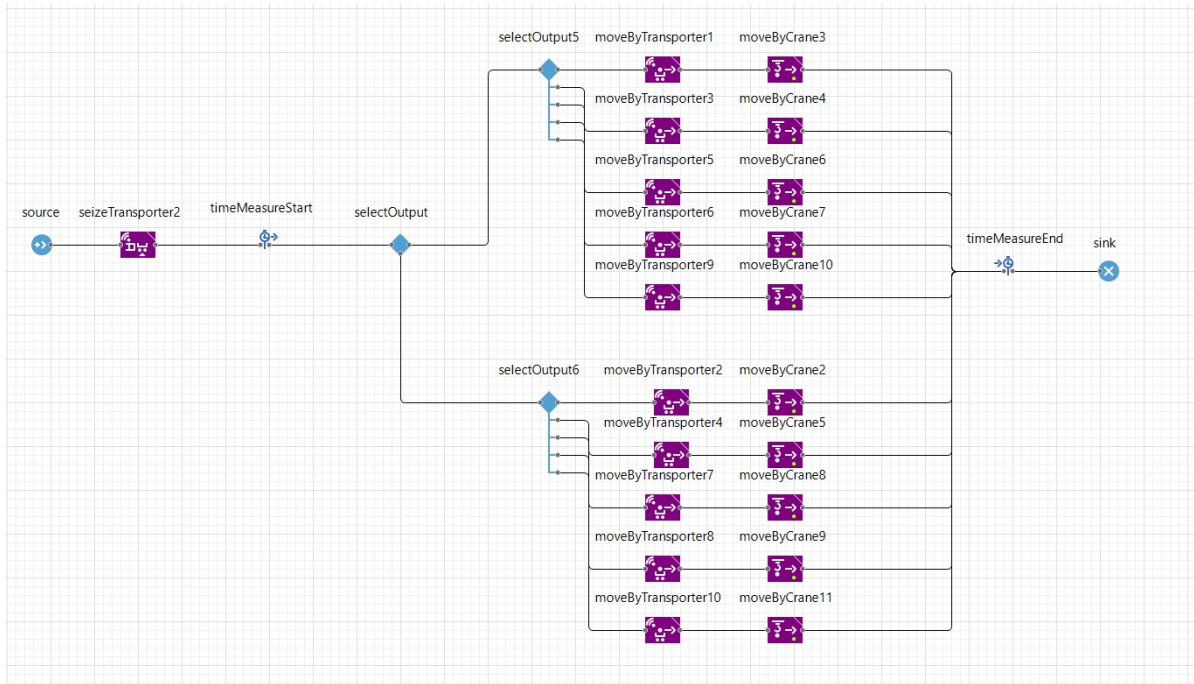 selectOutput5 moveByTransporter1 moveByCrane3
moveByTransporter3 moveByCrane4
moveByTransporter5 moveByCrane6
source seizeTransporter2 timeMeasureStart selectOutput moveByTransporter6 moveByCrane7
timeMeasureEnd sink
moveByTransporter9 moveByCrane10
selectOutput6 moveByTransporter2 moveByCrane2
moveByTransporter4 moveByCrane5
moveByTransporter7 moveByCrane8
moveByTransporter8 moveByCrane9
moveByTransporter10 moveByCrane11